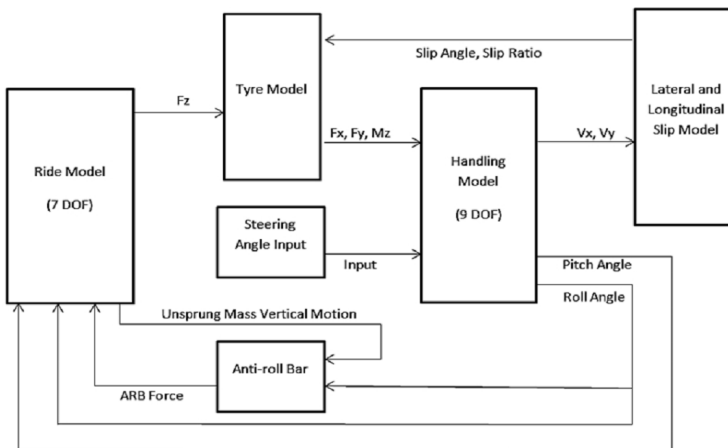 Slip Angle, Slip Ratio
Tyre Model
Lateral and
Longitudinal
Slip Model
Fz
Fx, Fy, Mz
Vx, Vy
Ride Model
(7 DOF)
Handling
Model
(9 DOF)
Steering
Angle Input
Input
Pitch Angle
Roll Angle
Unsprung Mass Vertical Motion
Anti-roll Bar
ARB Force